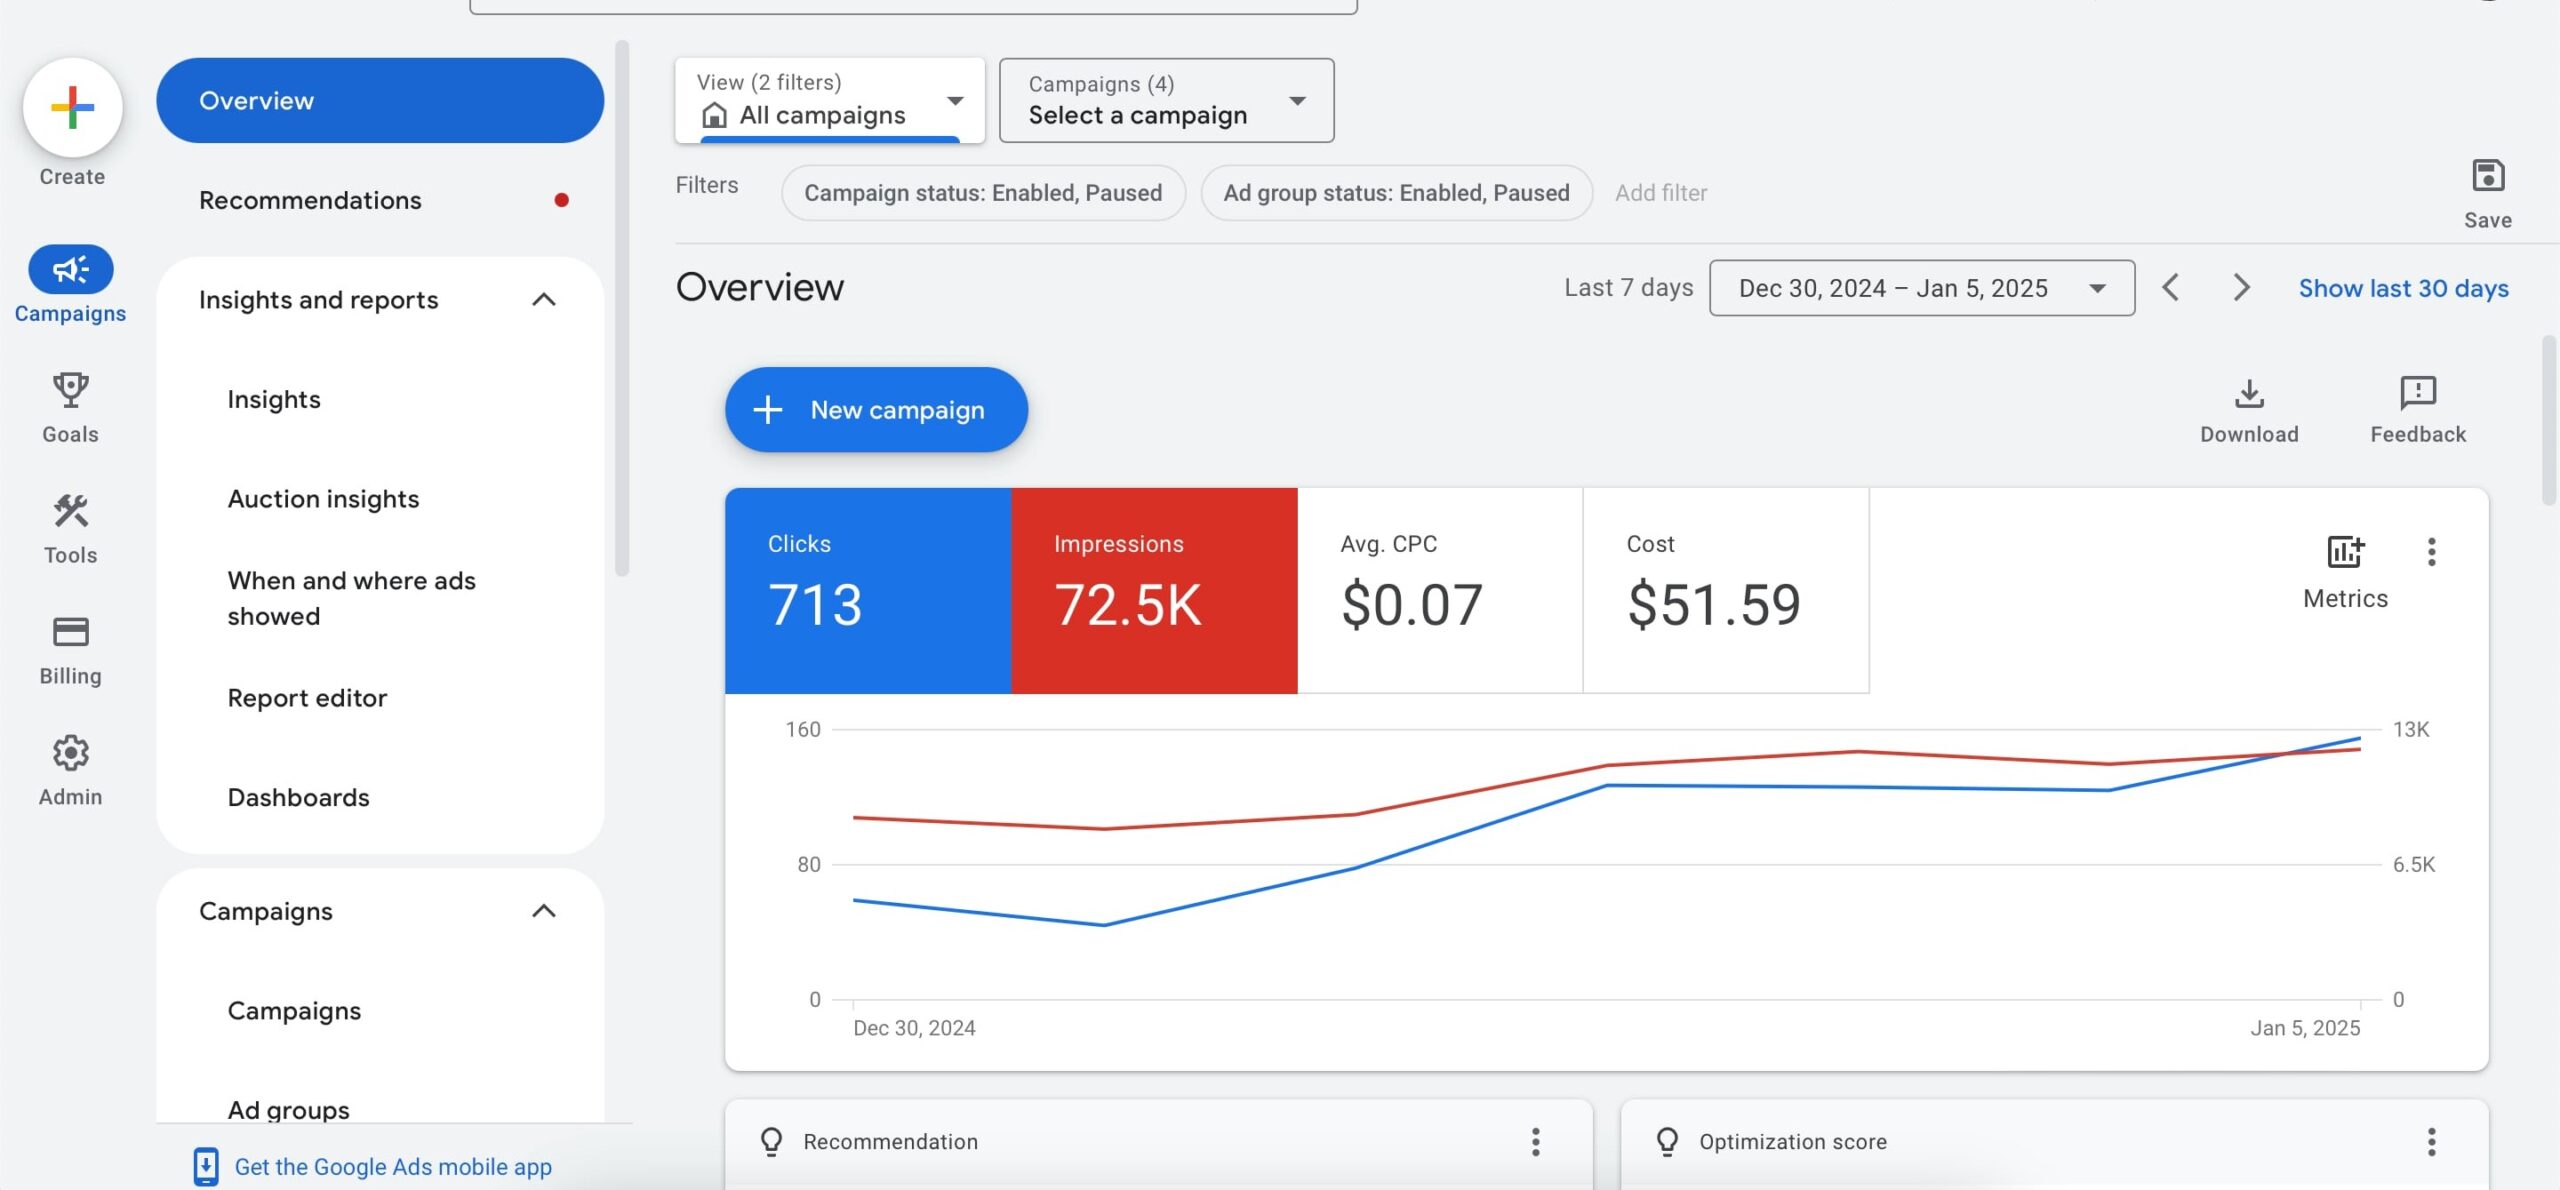 Create
Campaigns
Goals
Tools
Billing
Admin
Overview
Recommendations
Insights and reports
Insights
Auction insights
When and where ads
showed
Report editor
Dashboards
Campaigns
Campaigns
Ad groups
Get the Google Ads mobile app
View (2 filters)
All campaigns
Campaigns (4)
Select a campaign
Filters
Campaign status: Enabled, Paused
Ad group status: Enabled, Paused
Add filter
Save
Overview
Last 7 days
Dec 30, 2024 – Jan 5, 2025
Show last 30 days
New campaign
Download
Feedback
Clicks
713
Impressions
72.5K
Avg. CPC
$0.07
Cost
$51.59
Metrics
160
80
0
13K
6.5K
0
Dec 30, 2024
Jan 5, 2025
Recommendation
Optimization score